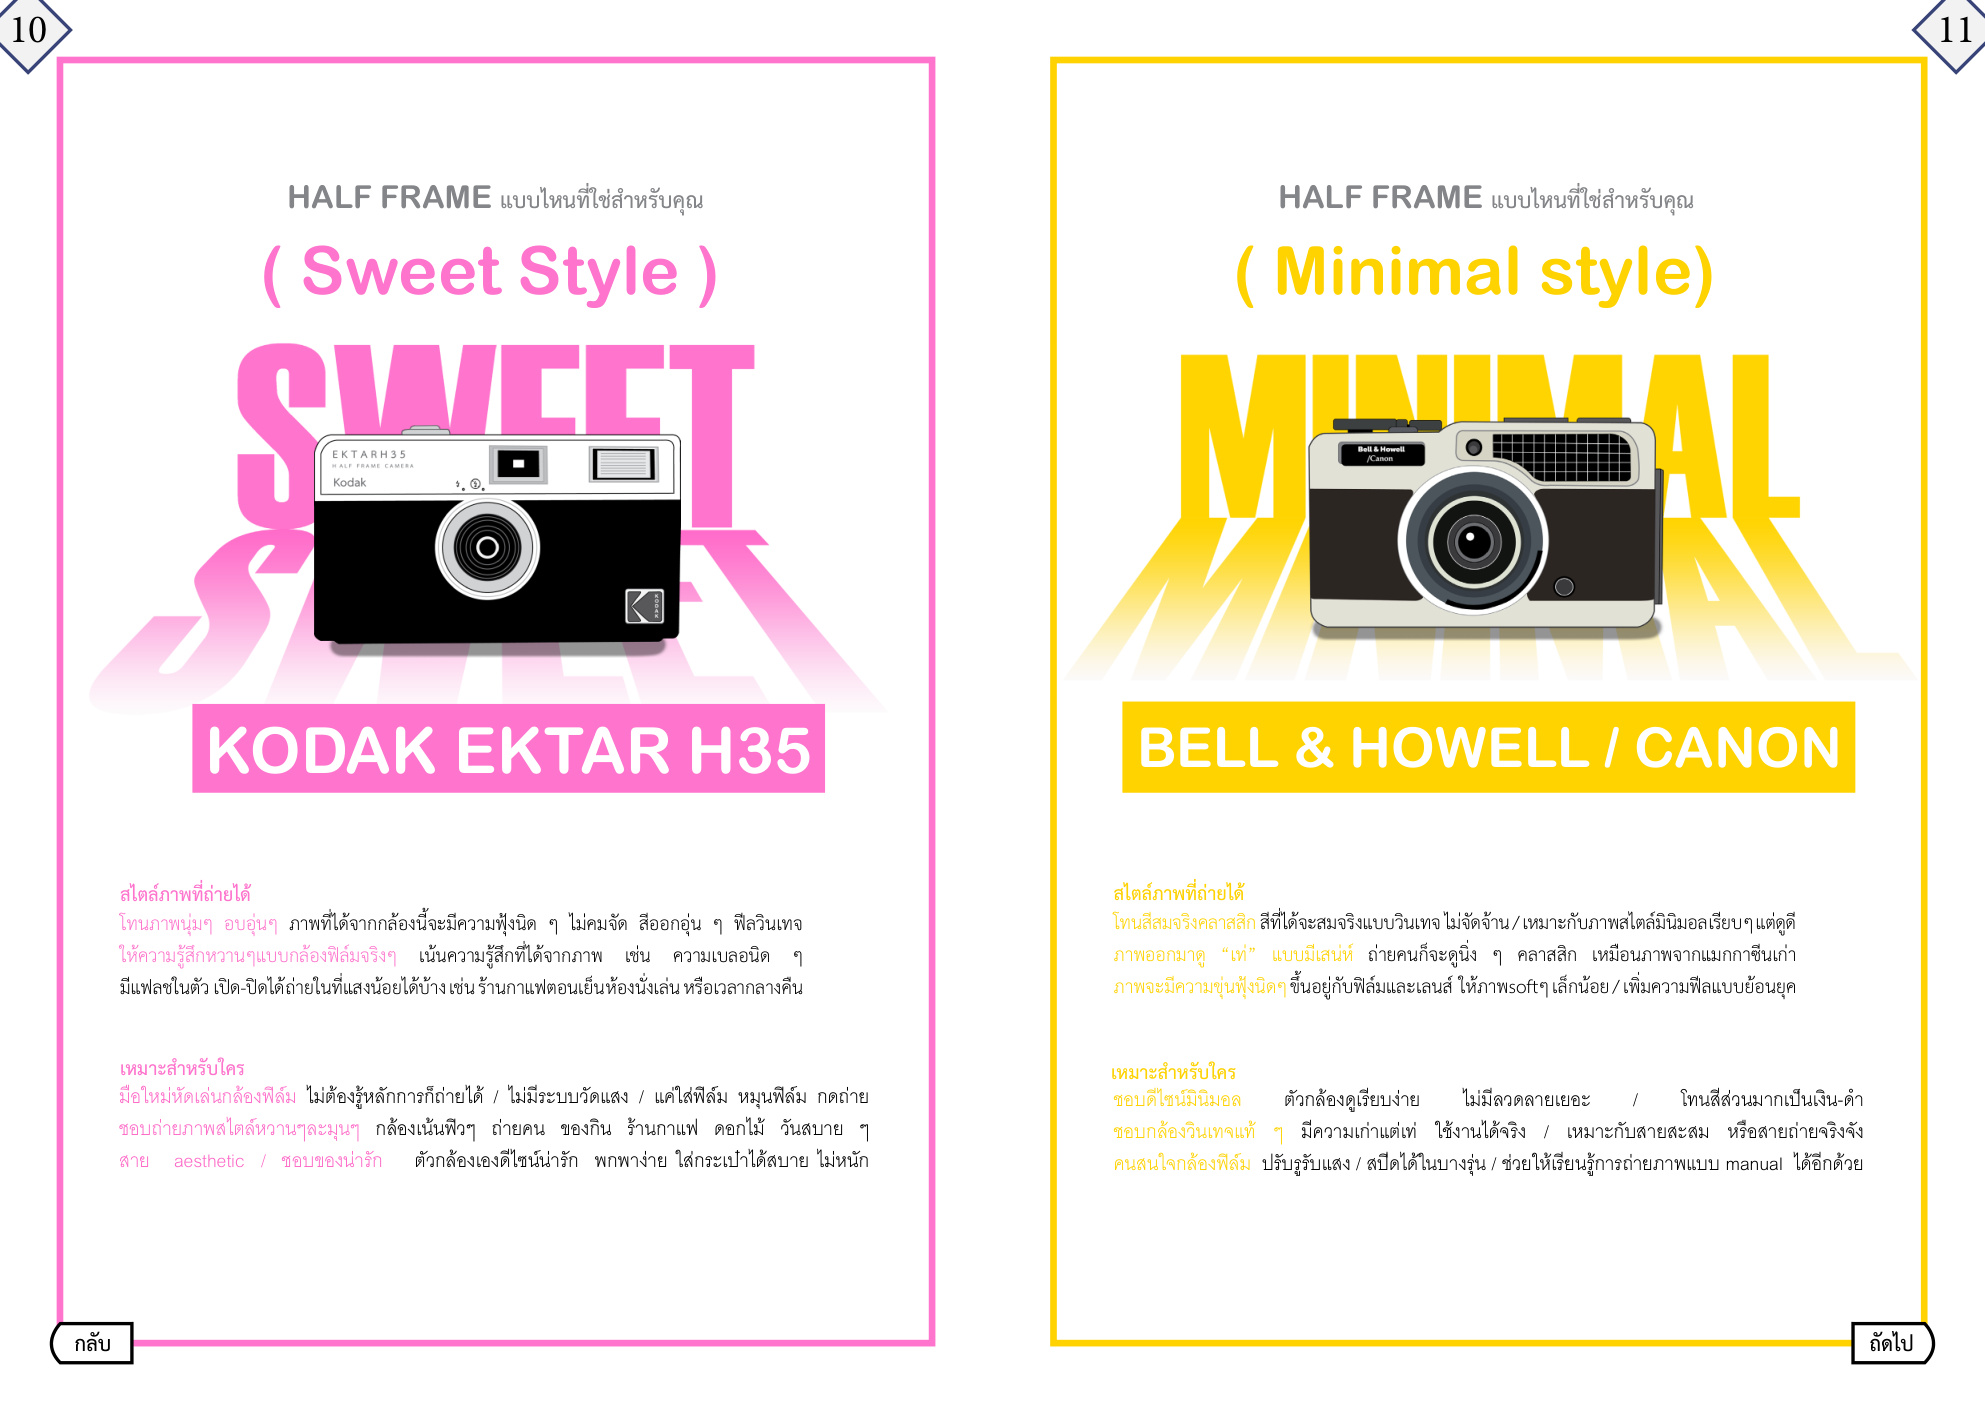 10
HALF FRAME แบบไหนที่ใช่สำหรับคุณ
( Sweet Style )
SWEET
SWEET
EKTARH35
HALF FRAME CAMERA
Kodak
KODAK
KODAK EKTAR H35
สไตล์ภาพที่ถ่ายได้
โทนภาพนุ่มๆ อบอุ่นๆ ภาพที่ได้จากกล้องนี้จะมีความฟุ้งนิด ๆ ไม่คมจัด สีออกอุ่น ๆ ฟีลวินเทจ
ให้ความรู้สึกหวานๆแบบกล้องฟิล์มจริงๆ เน้นความรู้สึกที่ได้จากภาพ เช่น ความเบลอนิด ๆ
มีแฟลชในตัว เปิด-ปิดได้ถ่ายในที่แสงน้อยได้บ้าง เช่น ร้านกาแฟตอนเย็นห้องนั่งเล่น หรือเวลากลางคืน
เหมาะสำหรับใคร
มือใหม่หัดเล่นกล้องฟิล์ม ไม่ต้องรู้หลักการก็ถ่ายได้ / ไม่มีระบบวัดแสง / แค่ใส่ฟิล์ม หมุนฟิล์ม กดถ่าย
ชอบถ่ายภาพสไตล์หวานๆละมุนๆ กล้องเน้นฟิวๆ ถ่ายคน ของกิน ร้านกาแฟ ดอกไม้ วันสบาย ๆ
สาย aesthetic / ชอบของน่ารัก ตัวกล้องเองดีไซน์น่ารัก พกพาง่าย ใส่กระเป๋าได้สบาย ไม่หนัก
กลับ
11
HALF FRAME แบบไหนที่ใช่สำหรับคุณ
( Minimal style)
MINIMAL
MINIMAL
Bell & Howell
/Canon
BELL & HOWELL / CANON
สไตล์ภาพที่ถ่ายได้
โทนสีสมจริงคลาสสิก สีที่ได้จะสมจริงแบบวินเทจ ไม่จัดจ้าน / เหมาะกับภาพสไตล์มินิมอลเรียบๆ แต่ดูดี
ภาพออกมาดู “เท่” แบบมีเสน่ห์ ถ่ายคนก็จะดูนิ่ง ๆ คลาสสิก เหมือนภาพจากแมกกาซีนเก่า
ภาพจะมีความขุ่นฟุ้งนิดๆ ขึ้นอยู่กับฟิล์มและเลนส์ ให้ภาพsoftๆ เล็กน้อย / เพิ่มความฟีลแบบย้อนยุค
เหมาะสำหรับใคร
ชอบดีไซน์มินิมอล ตัวกล้องดูเรียบง่าย ไม่มีลวดลายเยอะ / โทนสีส่วนมากเป็นเงิน-ดำ
ชอบกล้องวินเทจแท้ ๆ มีความเก่าแต่เท่ ใช้งานได้จริง / เหมาะกับสายสะสม หรือสายถ่ายจริงจัง
คนสนใจกล้องฟิล์ม ปรับรูรับแสง / สปีดได้ในบางรุ่น / ช่วยให้เรียนรู้การถ่ายภาพแบบ manual ได้อีกด้วย
ถัดไป